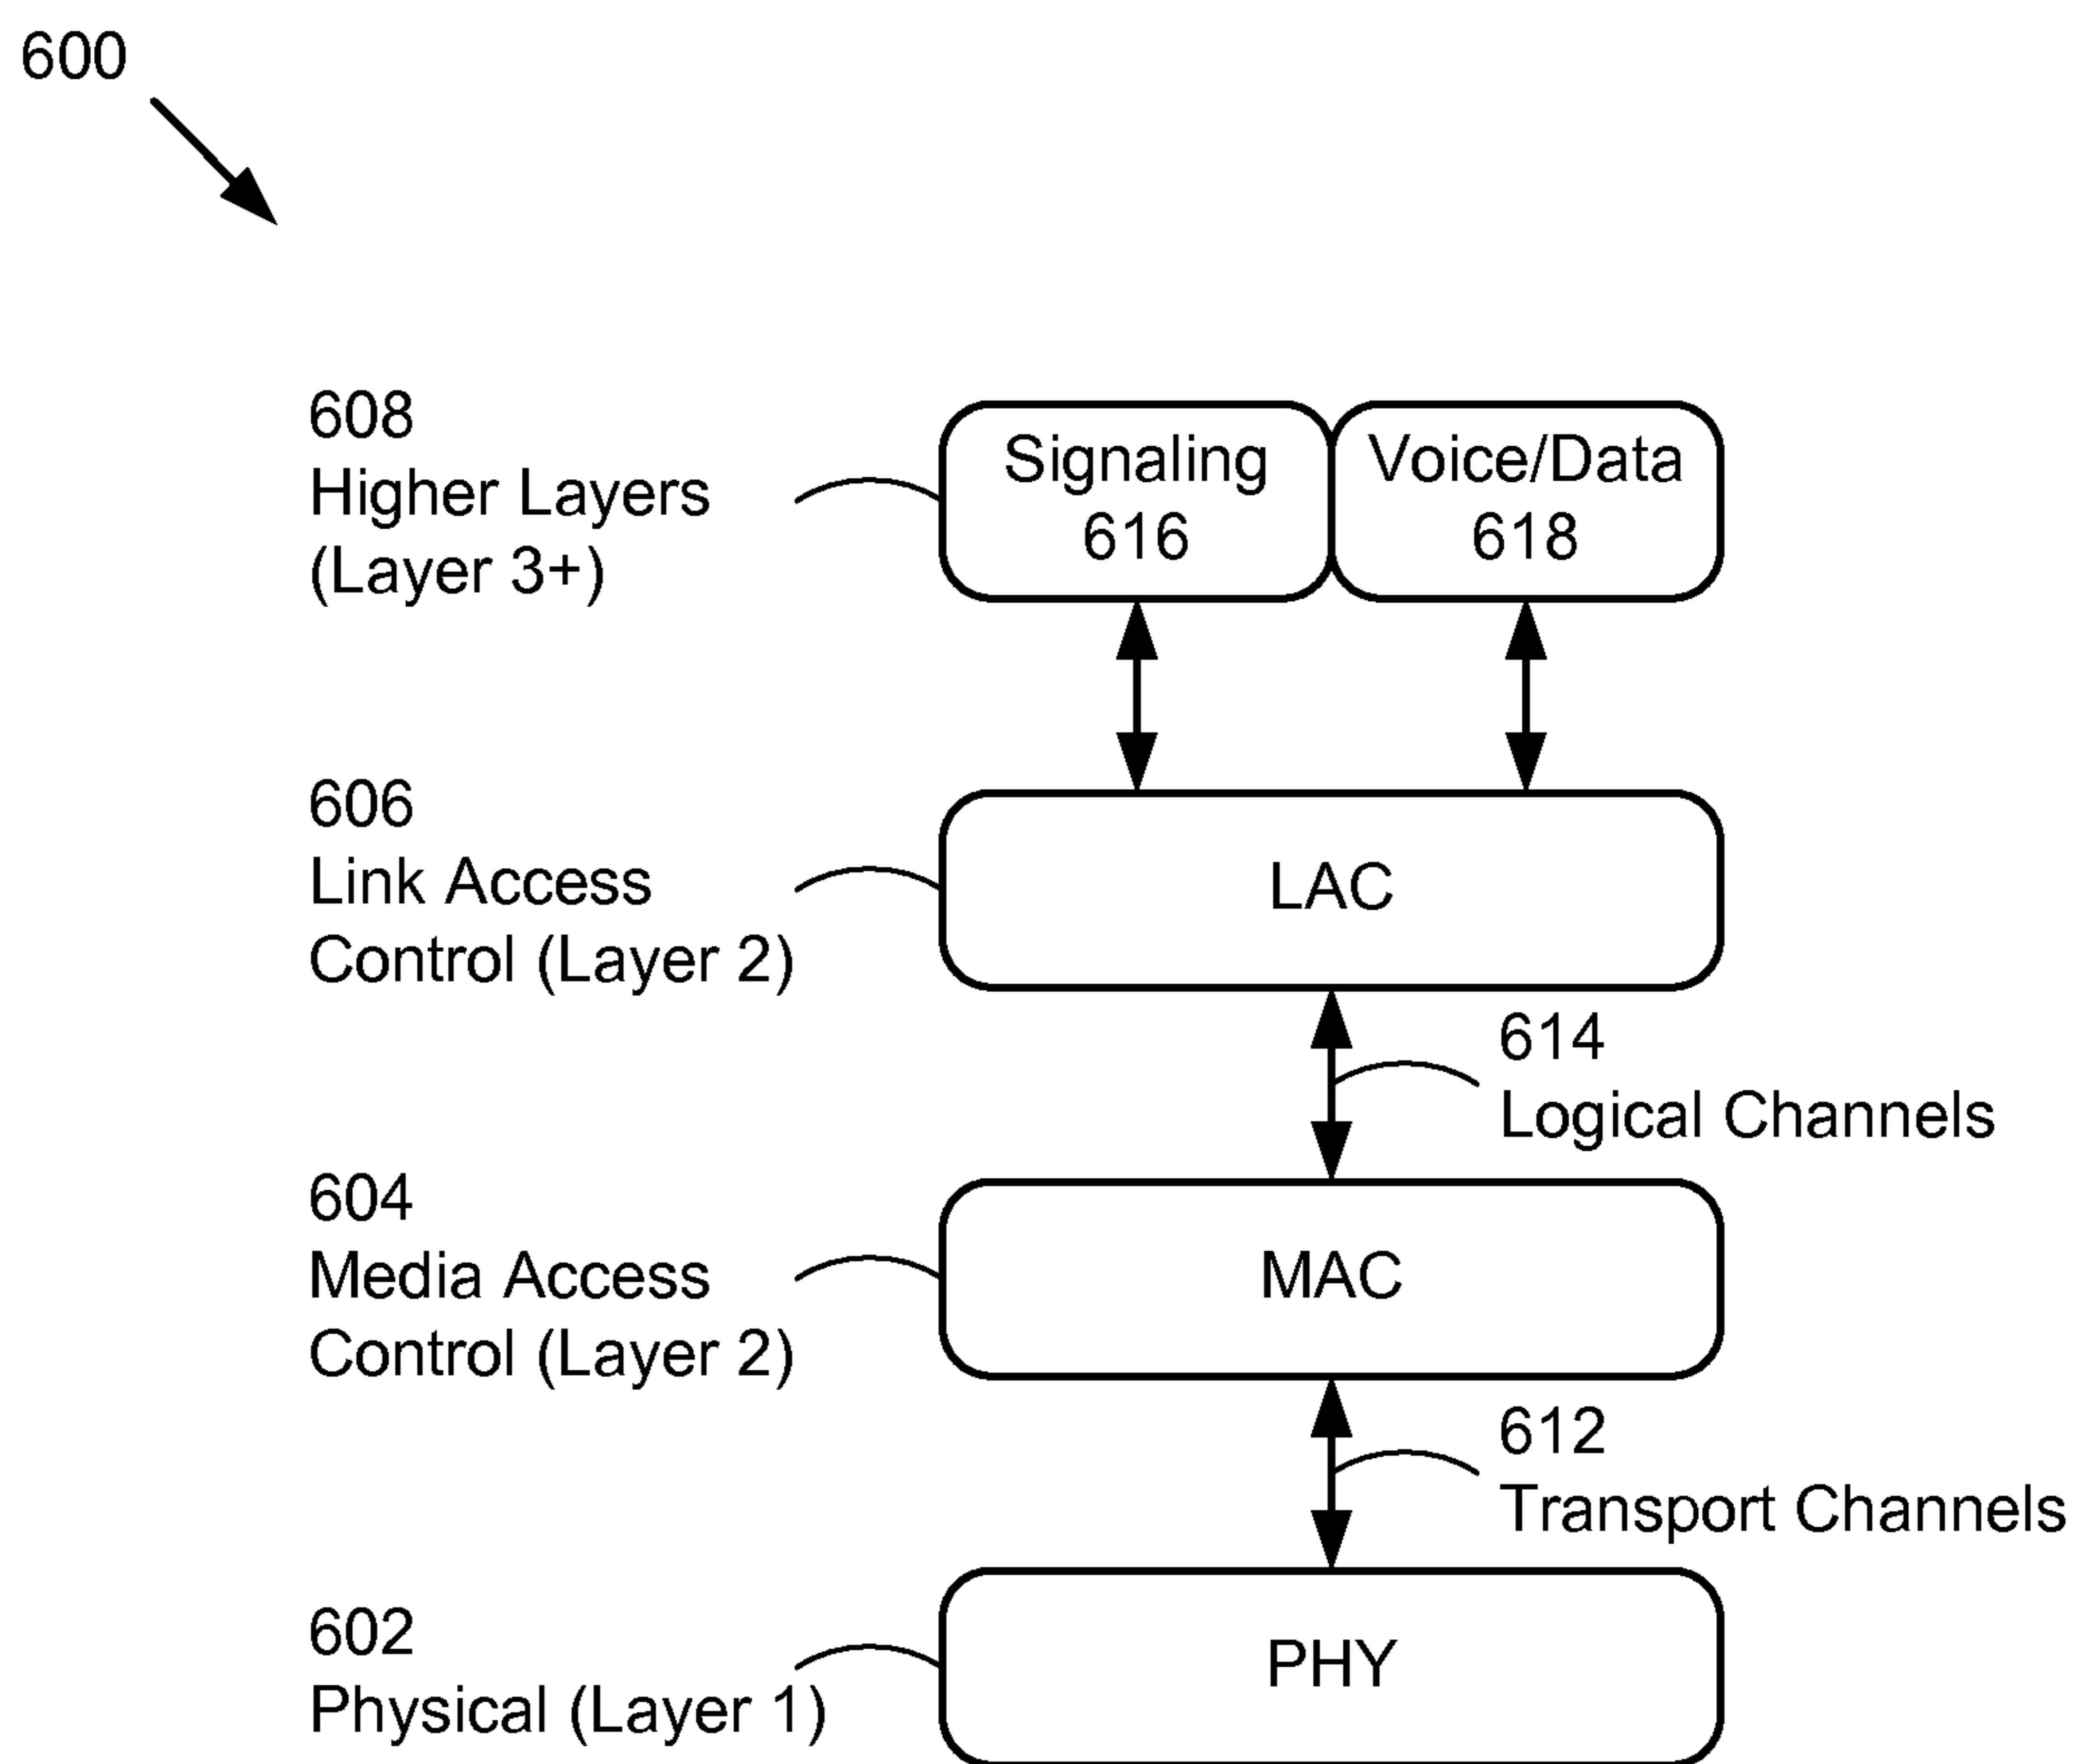 600
608
Higher Layers
(Layer 3+)
Signaling
616
Voice/Data
618
606
Link Access
Control (Layer 2)
LAC
614
Logical Channels
604
Media Access
Control (Layer 2)
MAC
612
Transport Channels
602
Physical (Layer 1)
PHY